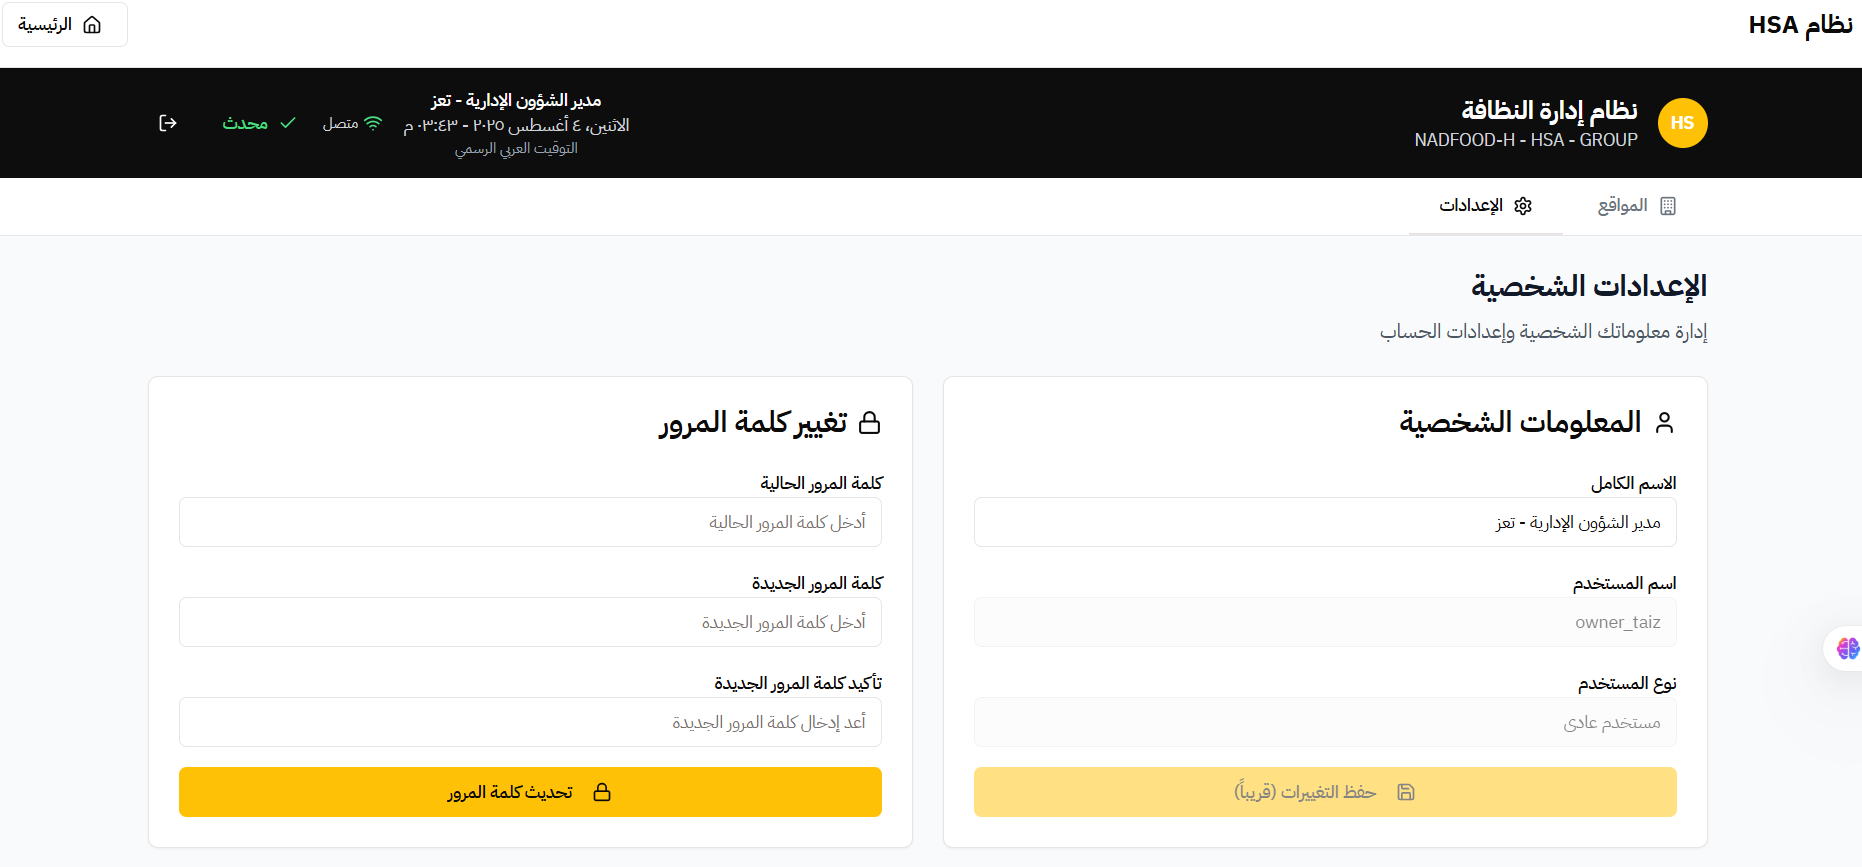 نظام HSA
الرئيسية
HS
نظام إدارة النظافة
NADFOOD-H - HSA - GROUP
مدير الشؤون الإدارية - تعز
الاثنين، ٤ أغسطس ٢٠٢٥ - ٠٣:٤٣ م
التوقيت العربي الرسمي
متصل
محدث
المواقع
الإعدادات
الإعدادات الشخصية
إدارة معلوماتك الشخصية وإعدادات الحساب
المعلومات الشخصية
الاسم الكامل
مدير الشؤون الإدارية - تعز
اسم المستخدم
owner_taiz
نوع المستخدم
مستخدم عادي
حفظ التغييرات (قريباً)
تغيير كلمة المرور
كلمة المرور الحالية
أدخل كلمة المرور الحالية
كلمة المرور الجديدة
أدخل كلمة المرور الجديدة
تأكيد كلمة المرور الجديدة
أعد إدخال كلمة المرور الجديدة
تحديث كلمة المرور